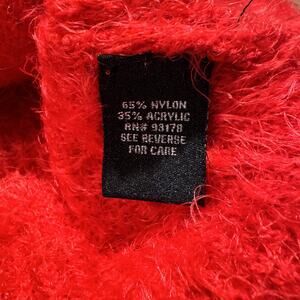 65% NYLON
35% ACRYLIC
RN# 93178
SEE REVERSE
FOR CARE